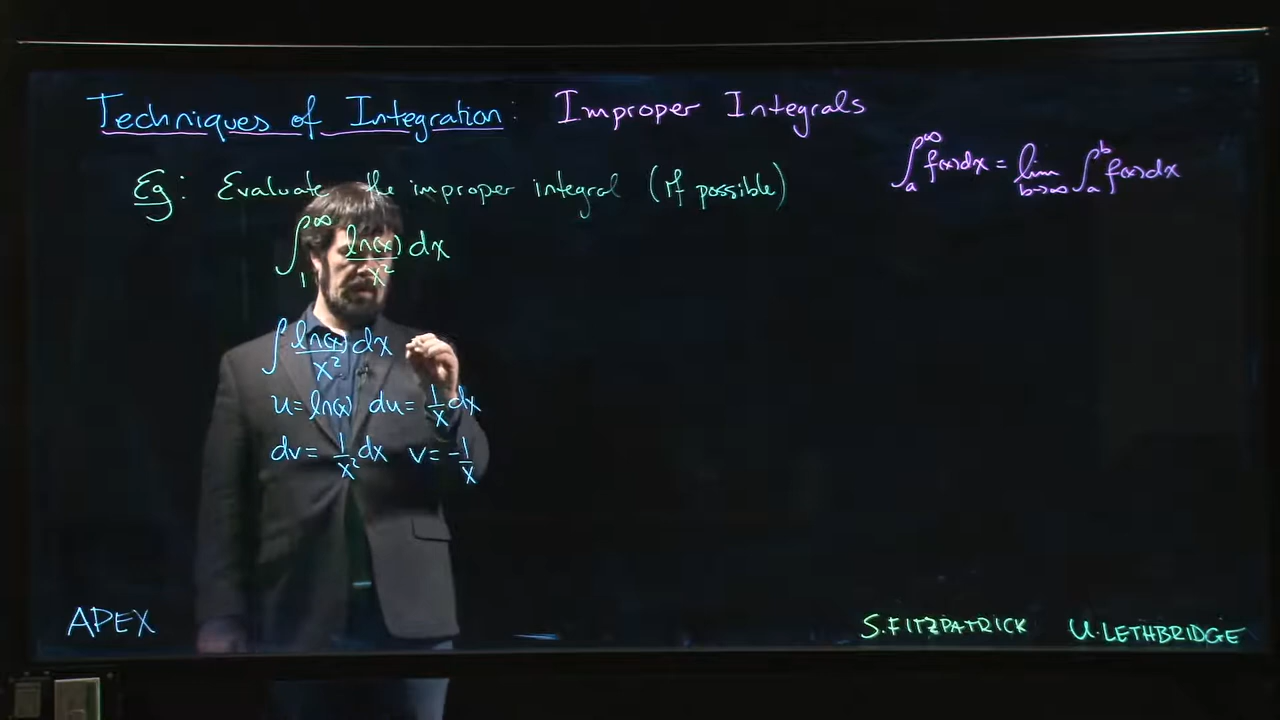 Techniques of Integration: Improper Integrals
∫_a^∞ f(x)dx = lim_{b→∞} ∫_a^b f(x)dx
Eg: Evaluate the improper integral (if possible)
∫_1^∞ ln(x)/x² dx
∫ ln(x)/x² dx
u = ln(x) du = 1/x dx
dv = 1/x² dx v = -1/x
APEX
S.FITZPATRICK U.LETHBRIDGE